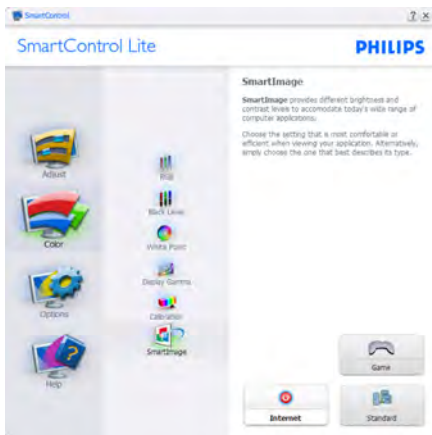 SmartControl
? X
SmartControl Lite
PHILIPS
SmartImage
SmartImage provides different brightness and
contrast levels to accomodate today's wide range of
computer applications.
Choose the setting that is most comfortable or
efficient when viewing your application. Alternatively,
simply choose the one that best describes its type.
Adjust
Color
Options
Help
RGB
Black Level
White Point
Display Gamma
Calibration
SmartImage
Game
Internet
Standard